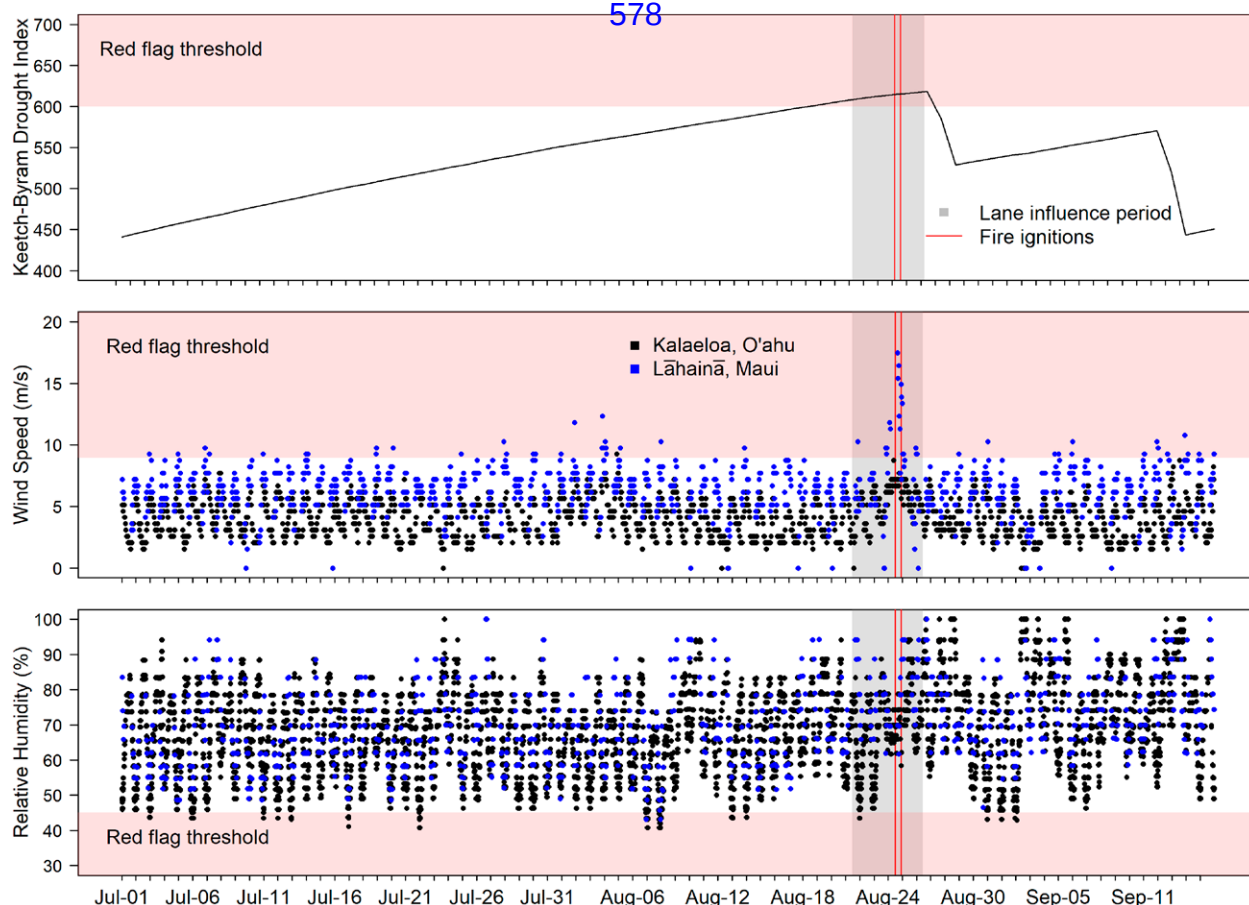 578
Keetch-Byram Drought Index
700
650
600
550
500
450
400
Red flag threshold
Lane influence period
Fire ignitions
Wind Speed (m/s)
20
15
10
5
0
Red flag threshold
Kalaeloa, O'ahu
Lāhainā, Maui
Relative Humidity (%)
100
90
80
70
60
50
40
30
Red flag threshold
Jul-01 Jul-06 Jul-11 Jul-16 Jul-21 Jul-26 Jul-31 Aug-06 Aug-12 Aug-18 Aug-24 Aug-30 Sep-05 Sep-11